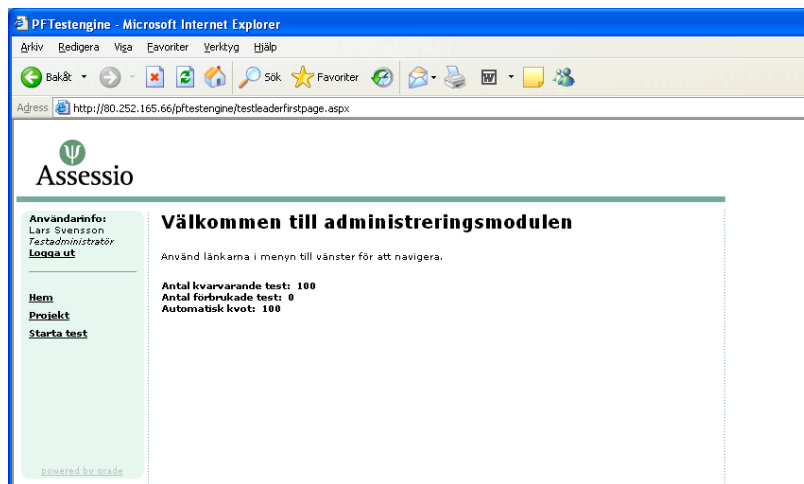 PFTestengine - Microsoft Internet Explorer
Arkiv Redigera Visa Favoriter Verktyg Hjälp
Bakåt Sök Favoriter
Adress http://80.252.165.66/pftestengine/testleaderfirstpage.aspx
Assessio
Användarinfo:
Lars Svensson
Testadministratör
Logga ut
Hem
Projekt
Starta test
powered by grade
Välkommen till administreringsmodulen
Använd länkarna i menyn till vänster för att navigera.
Antal kvarvarande test: 100
Antal förbrukade test: 0
Automatisk kvot: 100